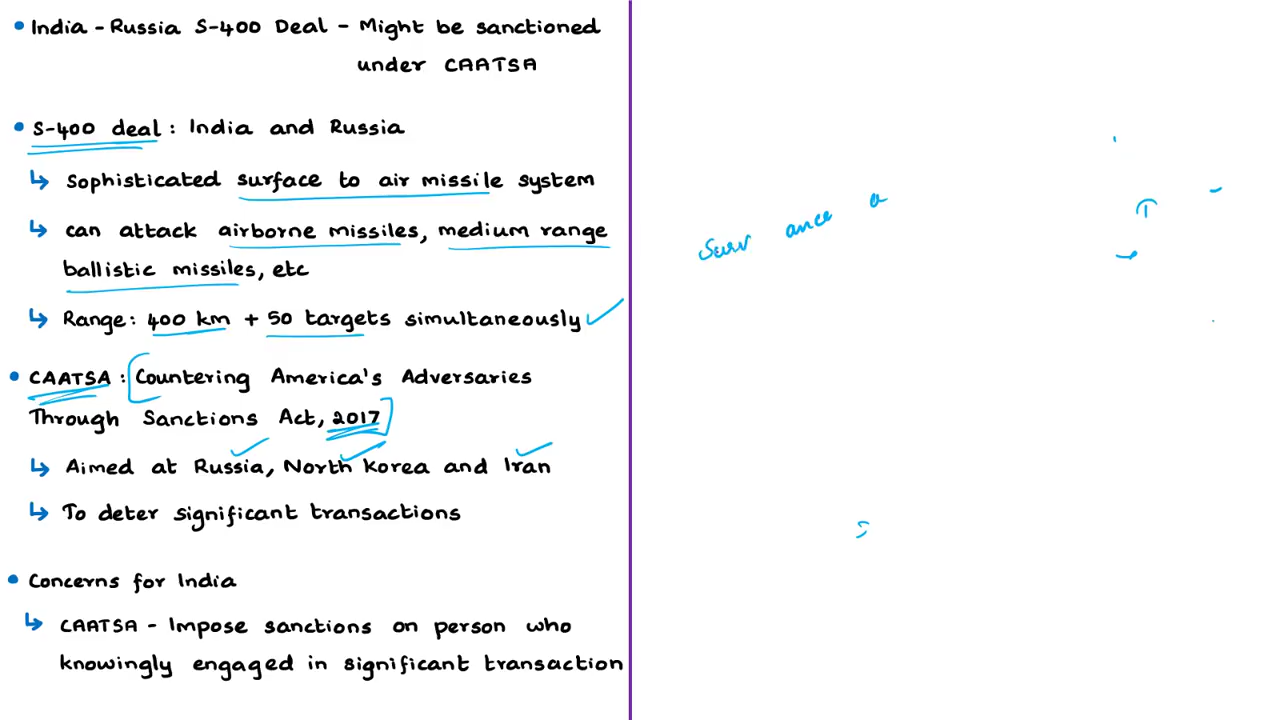 • India - Russia S-400 Deal - Might be sanctioned
under CAATSA
• S-400 deal : India and Russia
↳ Sophisticated surface to air missile system
↳ can attack airborne missiles, medium range
ballistic missiles, etc
↳ Range: 400 km + 50 targets simultaneously
• CAATSA : Countering America's Adversaries
Through Sanctions Act, 2017
↳ Aimed at Russia, North Korea and Iran
↳ To deter significant transactions
• Concerns for India
↳ CAATSA - Impose sanctions on person who
knowingly engaged in significant transaction